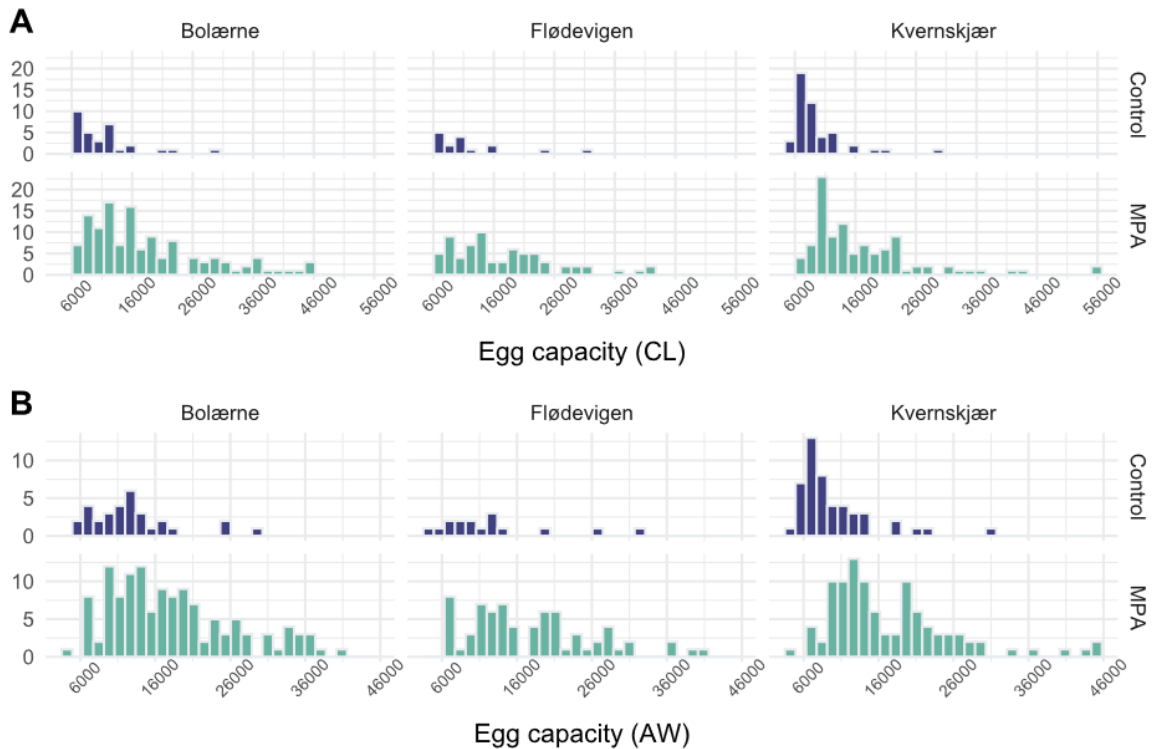 A
Bolærne Flødevigen Kvernskjær
20
15
10
5
0
Control
20
15
10
5
0
MPA
6000 16000 26000 36000 46000 56000 6000 16000 26000 36000 46000 56000 6000 16000 26000 36000 46000 56000
Egg capacity (CL)
B
Bolærne Flødevigen Kvernskjær
10
5
0
Control
10
5
0
MPA
6000 16000 26000 36000 46000 6000 16000 26000 36000 46000 6000 16000 26000 36000 46000
Egg capacity (AW)